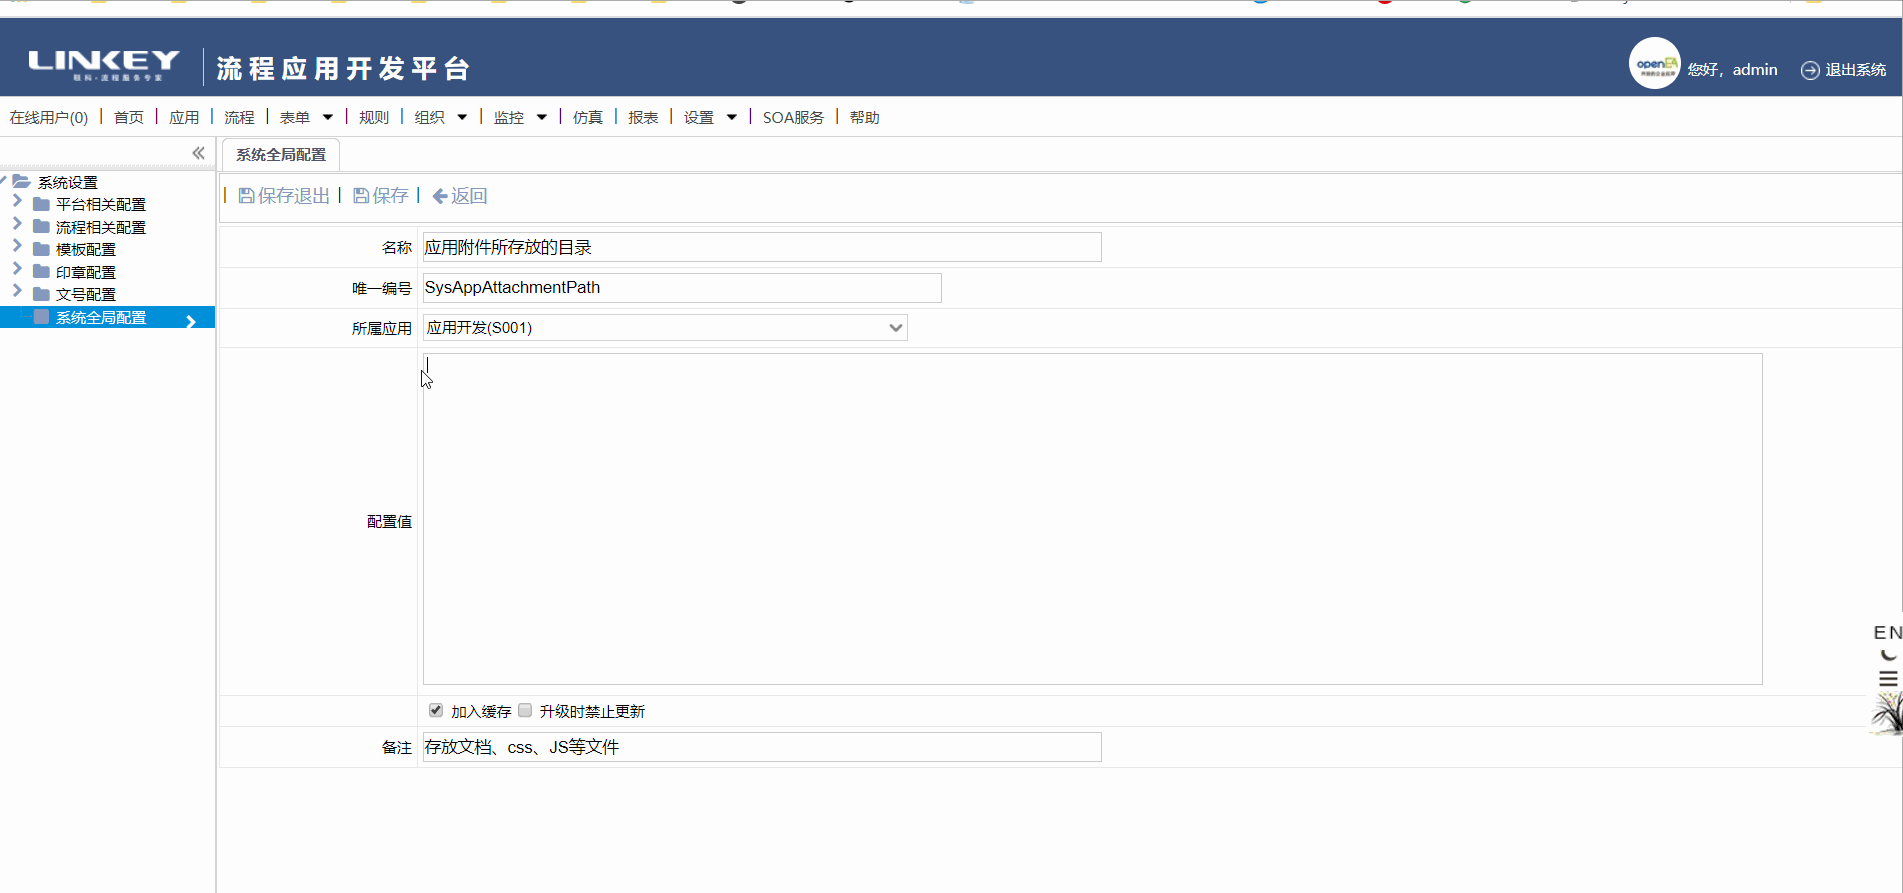 LINKEY
联科·流程服务专家
流程应用开发平台
openEA
您好，admin
退出系统
在线用户(0) 首页 应用 流程 表单 规则 组织 监控 仿真 报表 设置 SOA服务 帮助
系统全局配置
系统设置
平台相关配置
流程相关配置
模板配置
印章配置
文号配置
系统全局配置
保存退出 保存 返回
名称 应用附件所存放的目录
唯一编号 SysAppAttachmentPath
所属应用 应用开发(S001)
配置值
加入缓存 升级时禁止更新
备注 存放文档、css、JS等文件
EN